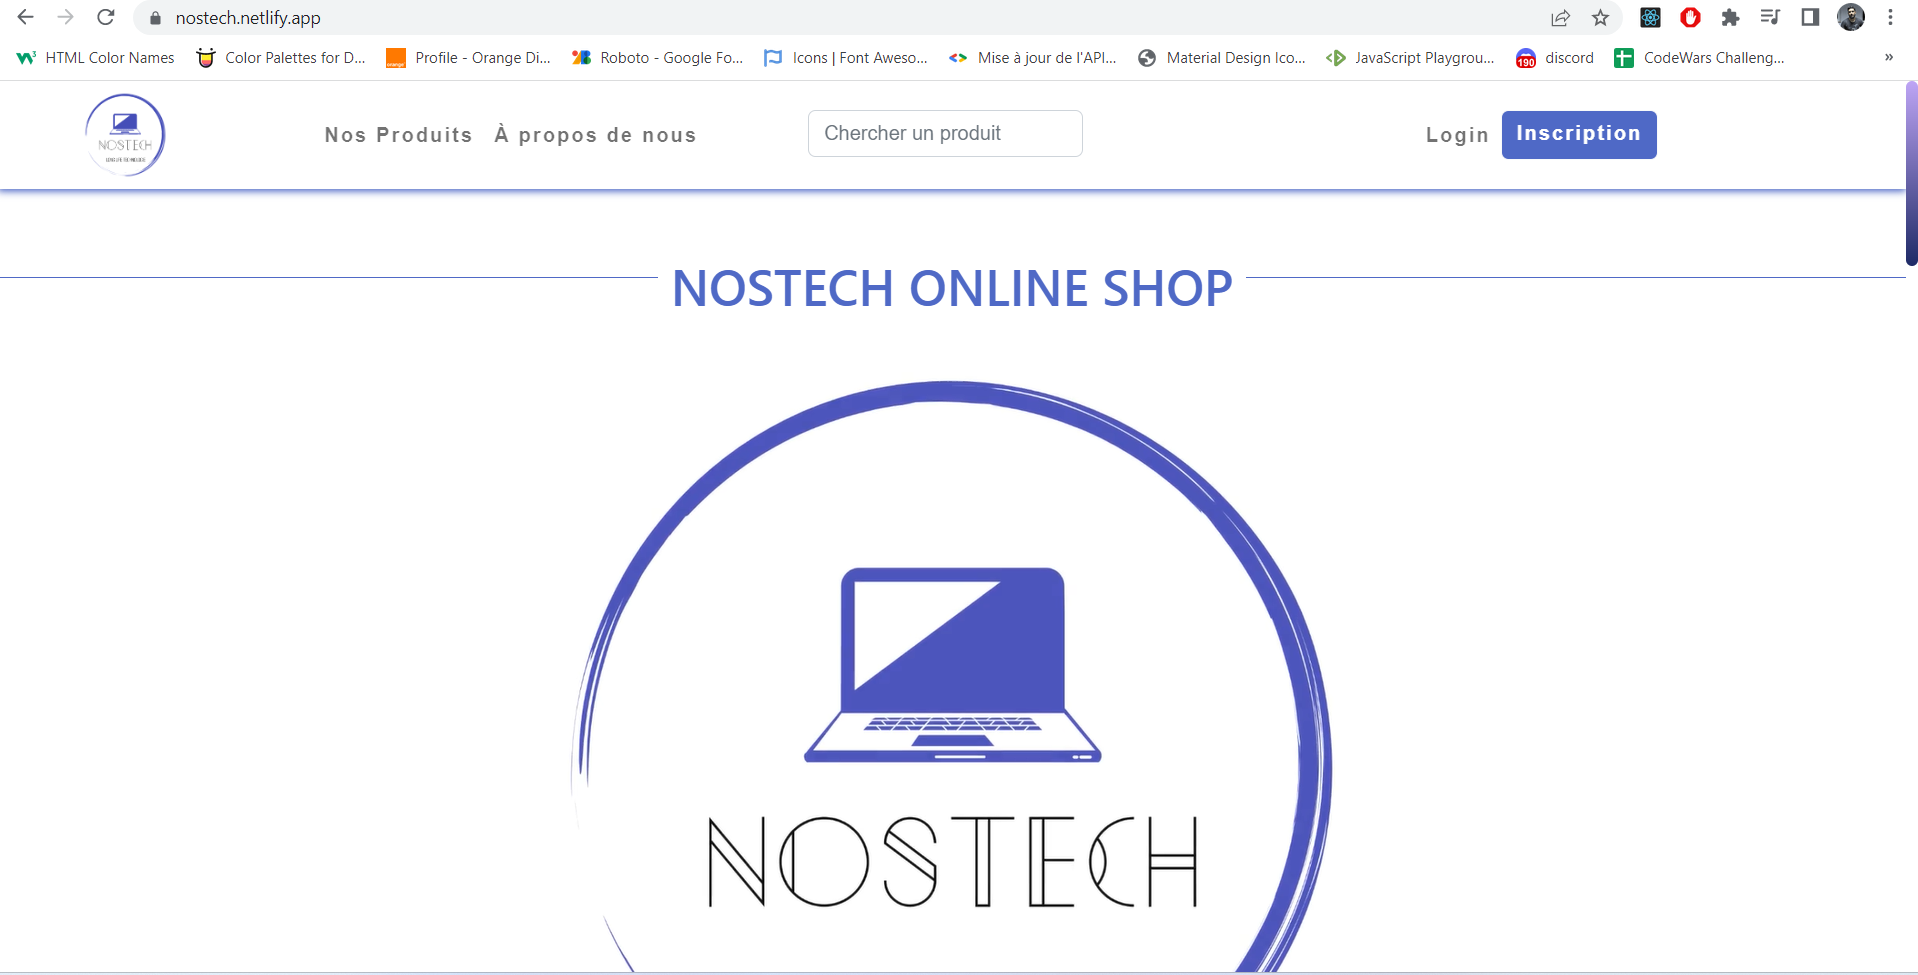 nostech.netlify.app
HTML Color Names
Color Palettes for D...
Profile - Orange Di...
Roboto - Google Fo...
Icons | Font Aweso...
Mise à jour de l'API...
Material Design Ico...
JavaScript Playgrou...
190
discord
CodeWars Challeng...
»
NOSTECH
Nos Produits
À propos de nous
Chercher un produit
Login
Inscription
NOSTECH ONLINE SHOP
NOSTECH